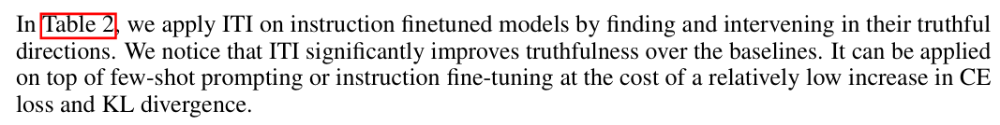 In Table 2, we apply ITI on instruction finetuned models by finding and intervening in their truthful
directions. We notice that ITI significantly improves truthfulness over the baselines. It can be applied
on top of few-shot prompting or instruction fine-tuning at the cost of a relatively low increase in CE
loss and KL divergence.